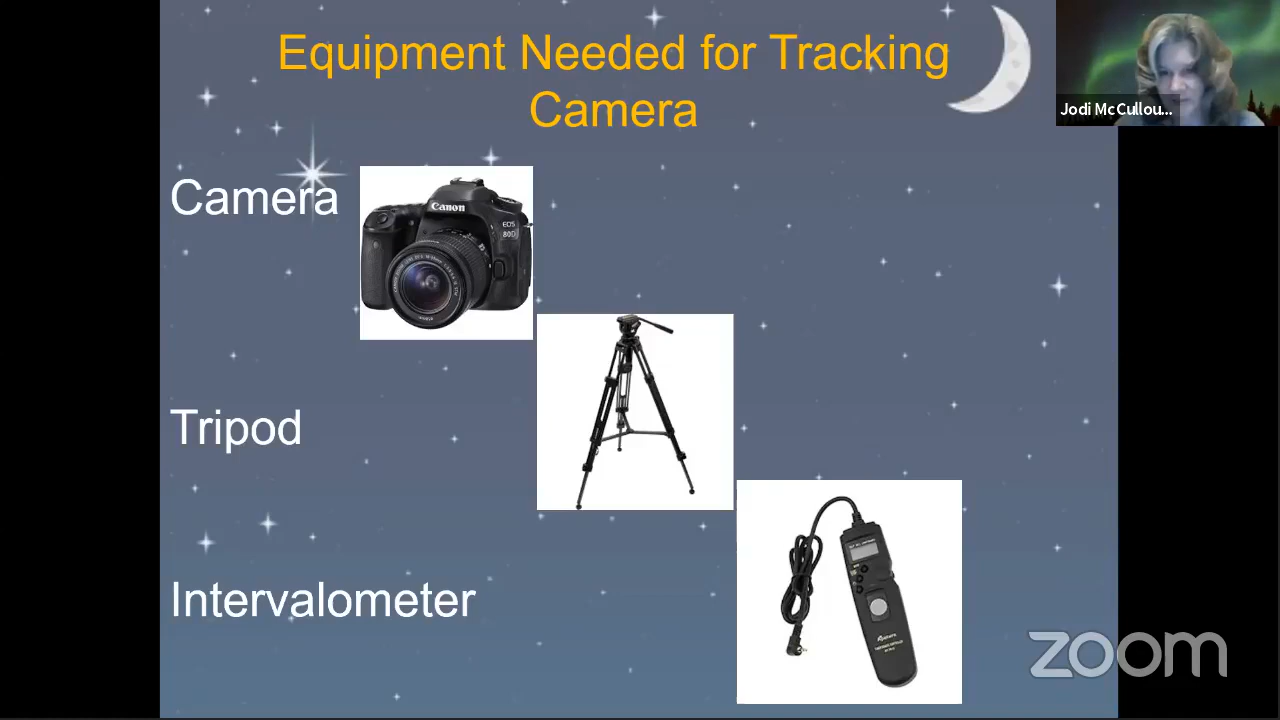 Equipment Needed for Tracking
Camera
Jodi McCullou...
Camera
Canon
EOS
80D
Tripod
Intervalometer
zoom